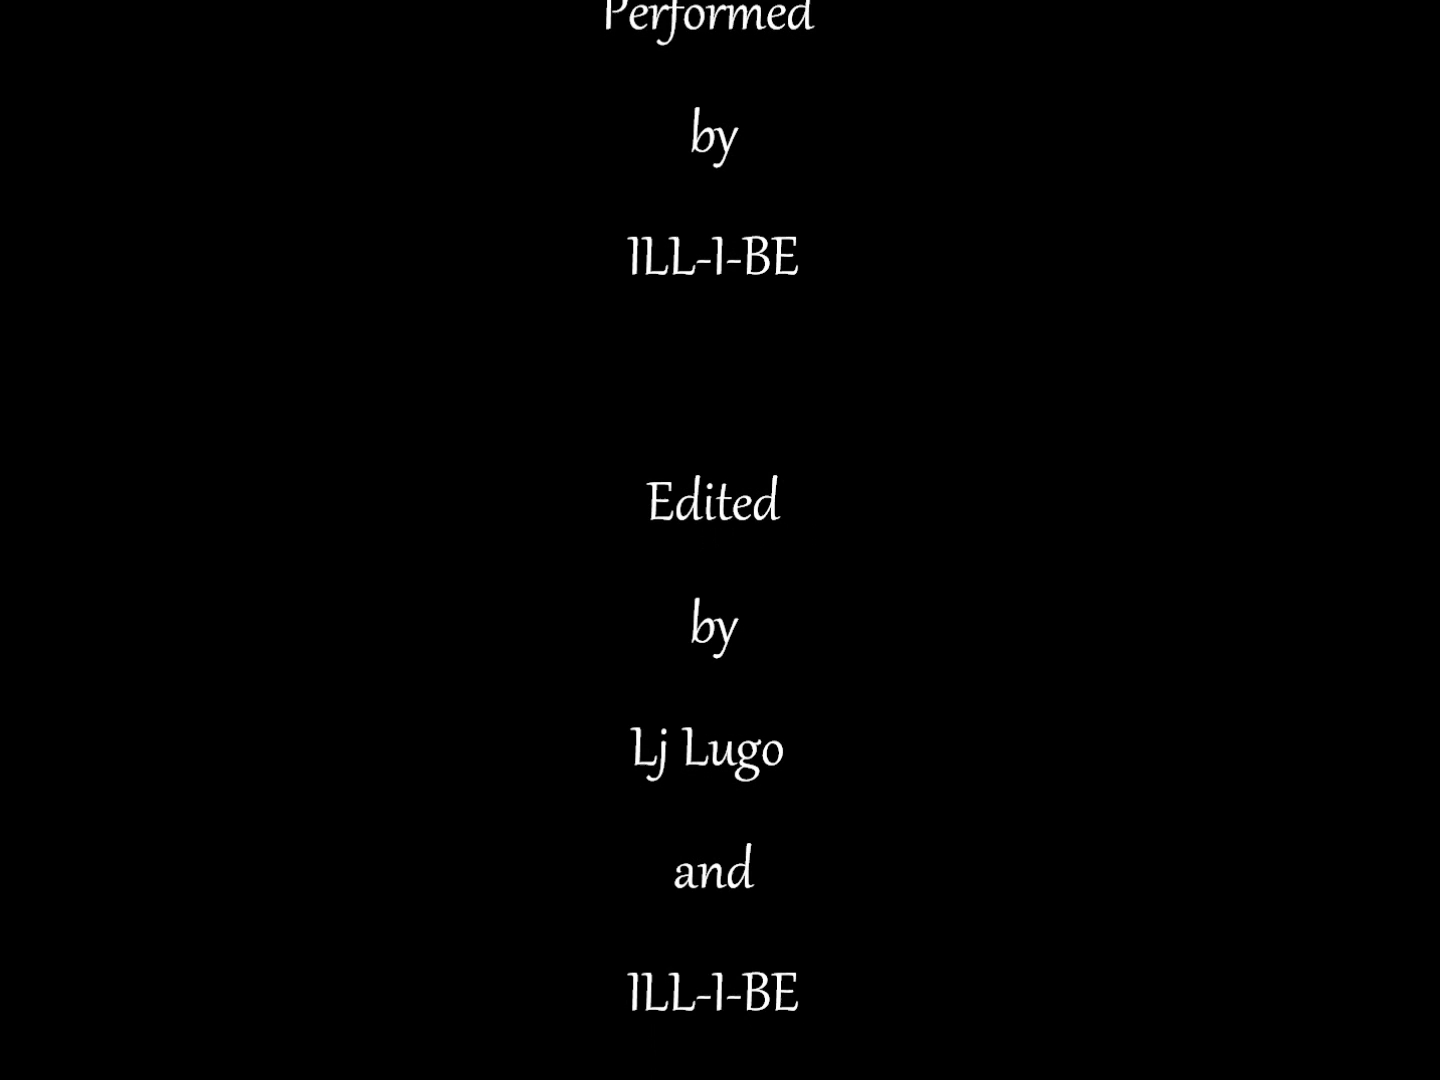 Performed
by
ILL-I-BE
Edited
by
Lj Lugo
and
ILL-I-BE